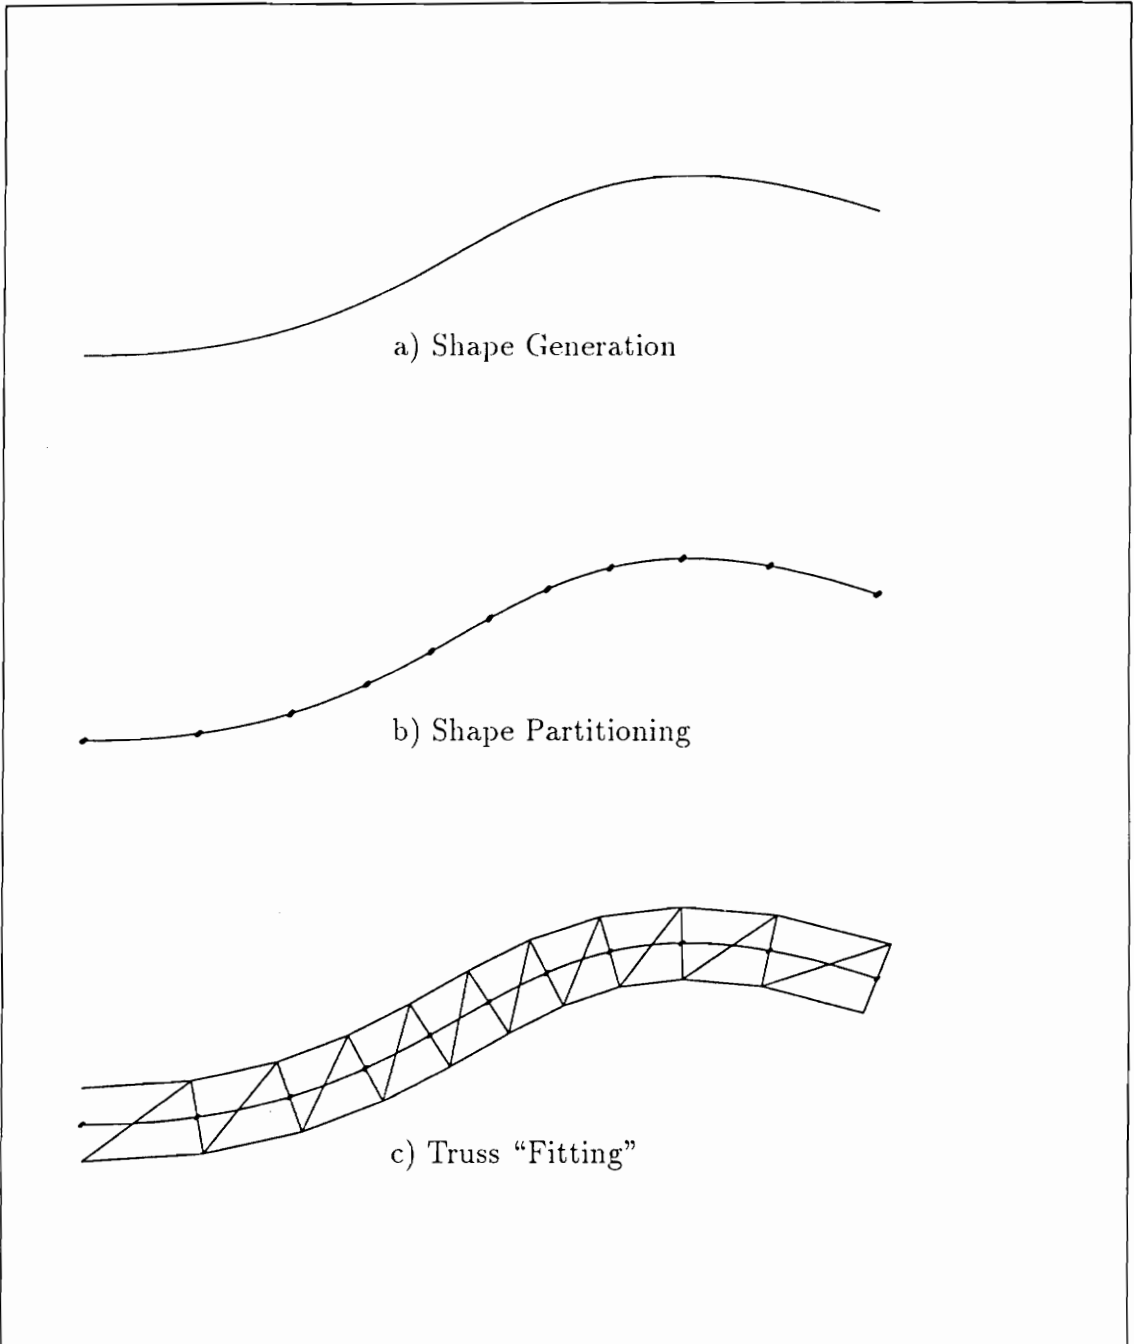 a) Shape Generation
b) Shape Partitioning
c) Truss “Fitting”